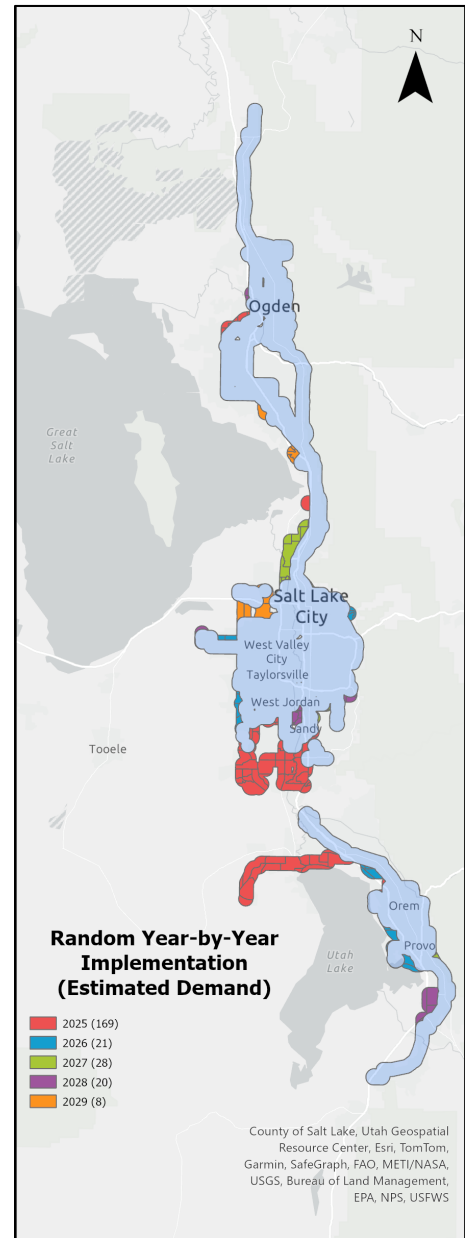 N
Ogden
Great
Salt
Lake
Salt Lake
City
West Valley
City
Taylorsville
West Jordan
Sandy
Tooele
Orem
Provo
Utah
Lake
Random Year-by-Year
Implementation
(Estimated Demand)
2025 (169)
2026 (21)
2027 (28)
2028 (20)
2029 (8)
County of Salt Lake, Utah Geospatial
Resource Center, Esri, TomTom,
Garmin, SafeGraph, FAO, METI/NASA,
USGS, Bureau of Land Management,
EPA, NPS, USFWS